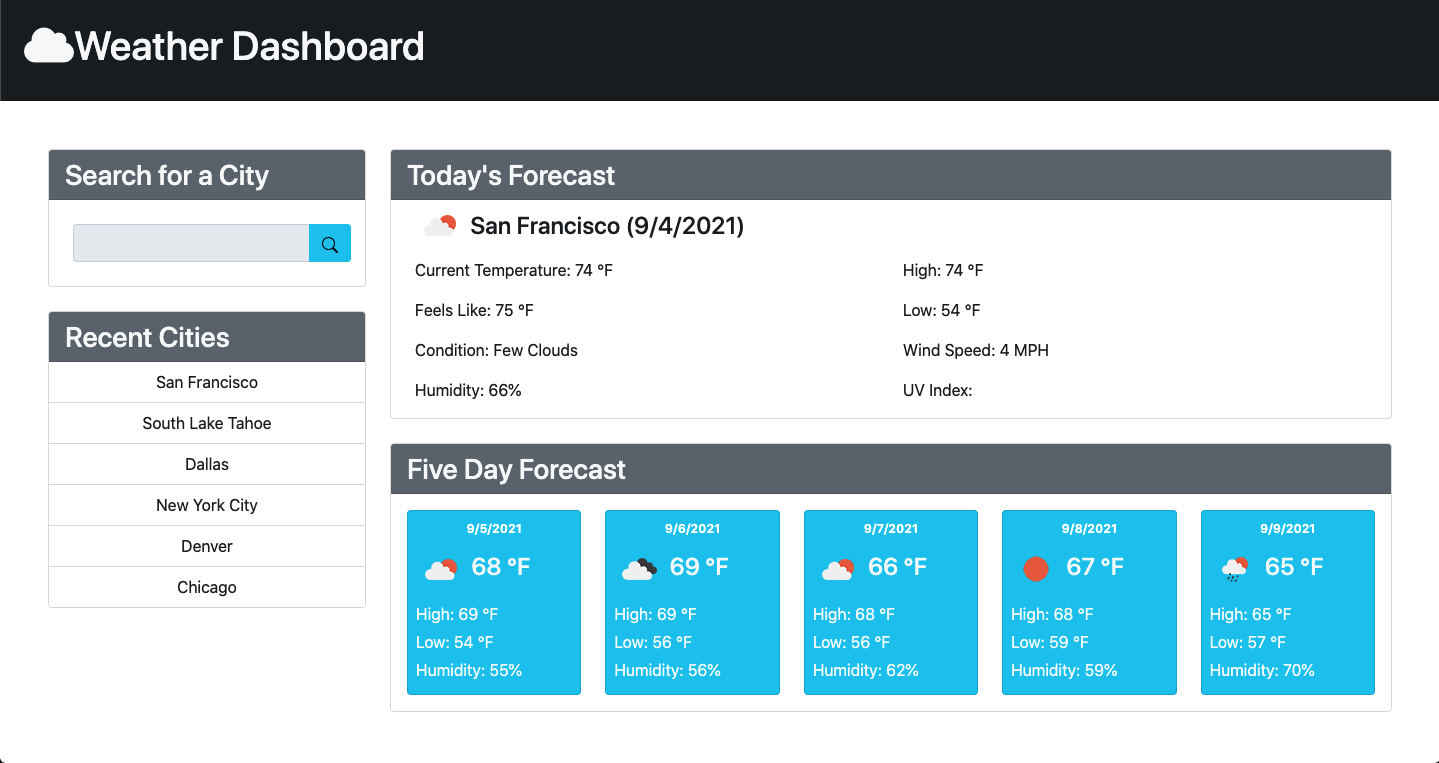 Weather Dashboard
Search for a City
Recent Cities
San Francisco
South Lake Tahoe
Dallas
New York City
Denver
Chicago
Today's Forecast
San Francisco (9/4/2021)
Current Temperature: 74 °F
High: 74 °F
Feels Like: 75 °F
Low: 54 °F
Condition: Few Clouds
Wind Speed: 4 MPH
Humidity: 66%
UV Index:
Five Day Forecast
9/5/2021
68 °F
High: 69 °F
Low: 54 °F
Humidity: 55%
9/6/2021
69 °F
High: 69 °F
Low: 56 °F
Humidity: 56%
9/7/2021
66 °F
High: 68 °F
Low: 56 °F
Humidity: 62%
9/8/2021
67 °F
High: 68 °F
Low: 59 °F
Humidity: 59%
9/9/2021
65 °F
High: 65 °F
Low: 57 °F
Humidity: 70%